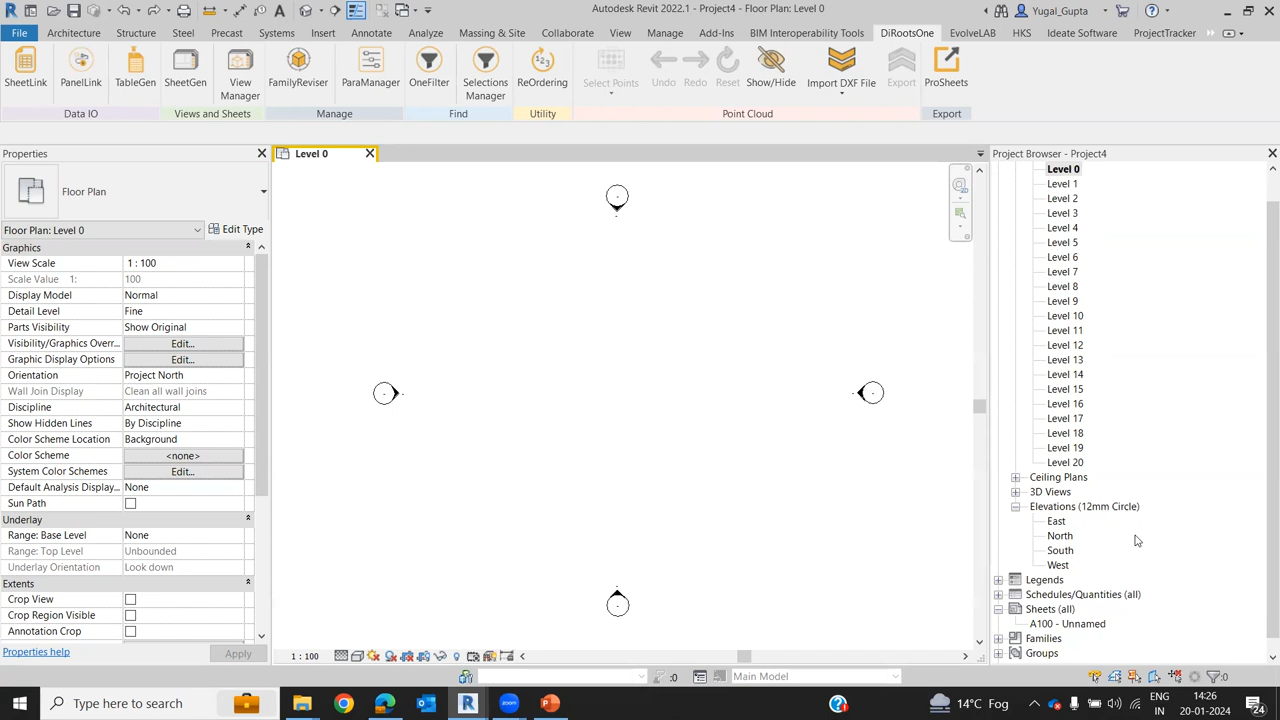 Autodesk Revit 2022.1 - Project4 - Floor Plan: Level 0
Yugal_Gupta
File Architecture Structure Steel Precast Systems Insert Annotate Analyze Massing & Site Collaborate View Manage Add-Ins BIM Interoperability Tools DiRootsOne EvolveLAB HKS Ideate Software ProjectTracker
SheetLink PanelLink TableGen SheetGen View Manager FamilyReviser ParaManager OneFilter Selections Manager ReOrdering Select Points Undo Redo Reset Show/Hide Import DXF File Export ProSheets
Data IO Views and Sheets Manage Find Utility Point Cloud Export
Properties
Floor Plan
Floor Plan: Level 0 Edit Type
Graphics
View Scale 1 : 100
Scale Value 1: 100
Display Model Normal
Detail Level Fine
Parts Visibility Show Original
Visibility/Graphics Overr... Edit...
Graphic Display Options Edit...
Orientation Project North
Wall Join Display Clean all wall joins
Discipline Architectural
Show Hidden Lines By Discipline
Color Scheme Location Background
Color Scheme <none>
System Color Schemes Edit...
Default Analysis Display... None
Sun Path
Underlay
Range: Base Level None
Range: Top Level Unbounded
Underlay Orientation Look down
Extents
Crop View
Crop Region Visible
Annotation Crop
Properties help Apply
Level 0
1 : 100
Project Browser - Project4
Level 0
Level 1
Level 2
Level 3
Level 4
Level 5
Level 6
Level 7
Level 8
Level 9
Level 10
Level 11
Level 12
Level 13
Level 14
Level 15
Level 16
Level 17
Level 18
Level 19
Level 20
Ceiling Plans
3D Views
Elevations (12mm Circle)
East
North
South
West
Legends
Schedules/Quantities (all)
Sheets (all)
A100 - Unnamed
Families
Groups
:0 Main Model :0
Type here to search
zoom
14°C Fog
ENG
IN
14:26
20-01-2024
24